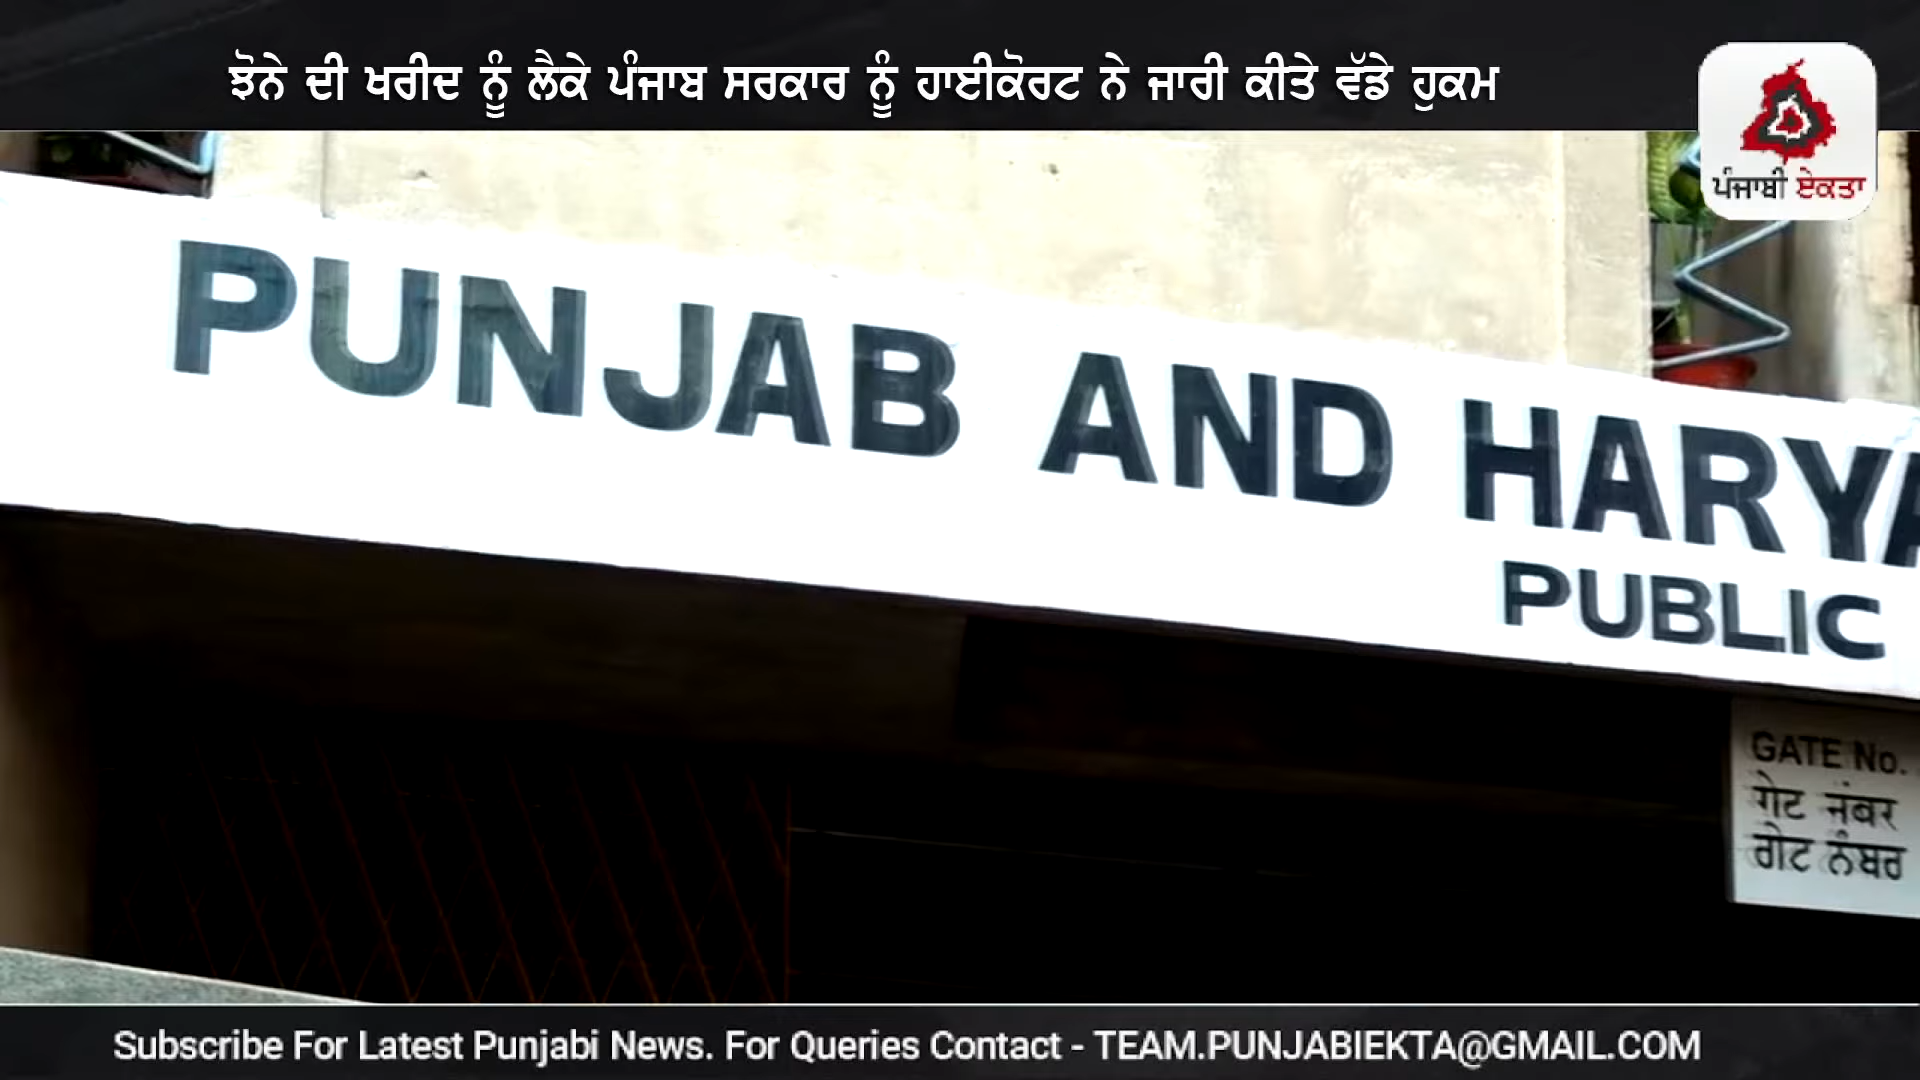 ਝੋਨੇ ਦੀ ਖਰੀਦ ਨੂੰ ਲੈਕੇ ਪੰਜਾਬ ਸਰਕਾਰ ਨੂੰ ਹਾਈਕੋਰਟ ਨੇ ਜਾਰੀ ਕੀਤੇ ਵੱਡੇ ਹੁਕਮ
ਪੰਜਾਬੀ ਏਕਤਾ
PUNJAB AND HARYA
PUBLIC
GATE No.
गेट नंबर
ਗੇਟ ਨੰਬਰ
Subscribe For Latest Punjabi News. For Queries Contact - TEAM.PUNJABIEKTA@GMAIL.COM